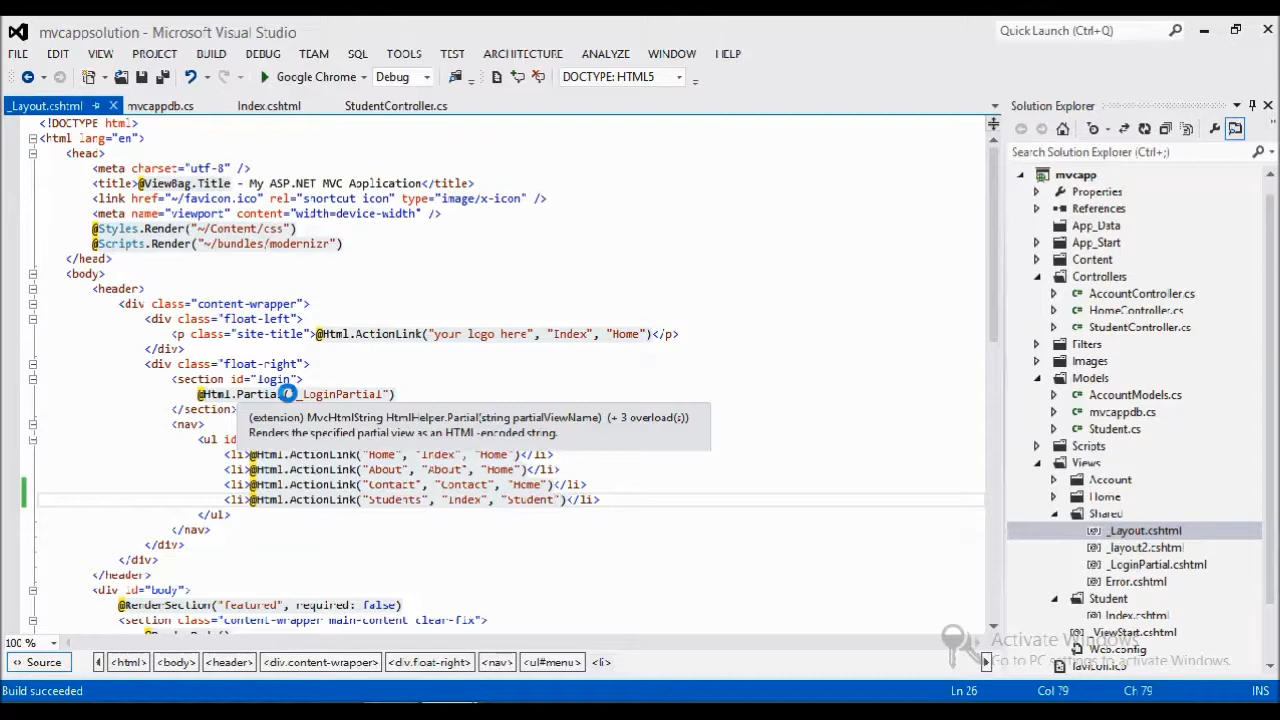 mvcappsolution - Microsoft Visual Studio
Quick Launch (Ctrl+Q)
FILE EDIT VIEW PROJECT BUILD DEBUG TEAM SQL TOOLS TEST ARCHITECTURE ANALYZE WINDOW HELP
Google Chrome Debug DOCTYPE: HTML5
_Layout.cshtml mvcappdb.cs Index.cshtml StudentController.cs
<!DOCTYPE html>
<html lang="en">
<head>
<meta charset="utf-8" />
<title>@ViewBag.Title - My ASP.NET MVC Application</title>
<link href="~/favicon.ico" rel="shortcut icon" type="image/x-icon" />
<meta name="viewport" content="width=device-width" />
@Styles.Render("~/Content/css")
@Scripts.Render("~/bundles/modernizr")
</head>
<body>
<header>
<div class="content-wrapper">
<div class="float-left">
<p class="site-title">@Html.ActionLink("your logo here", "Index", "Home")</p>
</div>
<div class="float-right">
<section id="login">
@Html.Partial("_LoginPartial")
</section>
(extension) MvcHtmlString HtmlHelper.Partial(string partialViewName) (+ 3 overload(s))
Renders the specified partial view as an HTML-encoded string.
<nav>
<ul id
<li>@Html.ActionLink("Home", "Index", "Home")</li>
<li>@Html.ActionLink("About", "About", "Home")</li>
<li>@Html.ActionLink("Contact", "Contact", "Home")</li>
<li>@Html.ActionLink("Students", "Index", "Student")</li>
</ul>
</nav>
</div>
</div>
</header>
<div id="body">
@RenderSection("featured", required: false)
<section class="content-wrapper main-content clear-fix">
100 %
Source <html> <body> <header> <div.content-wrapper> <div.float-right> <nav> <ul#menu> <li>
Solution Explorer
Search Solution Explorer (Ctrl+;)
mvcapp
Properties
References
App_Data
App_Start
Content
Controllers
AccountController.cs
HomeController.cs
StudentController.cs
Filters
Images
Models
AccountModels.cs
mvcappdb.cs
Student.cs
Scripts
Views
Account
Home
Shared
_Layout.cshtml
_layout2.cshtml
_LoginPartial.cshtml
Error.cshtml
Student
Index.cshtml
_ViewStart.cshtml
Web.config
favicon.ico
Activate Windows
Go to PC settings to activate Windows.
Build succeeded Ln 26 Col 79 Ch 79 INS